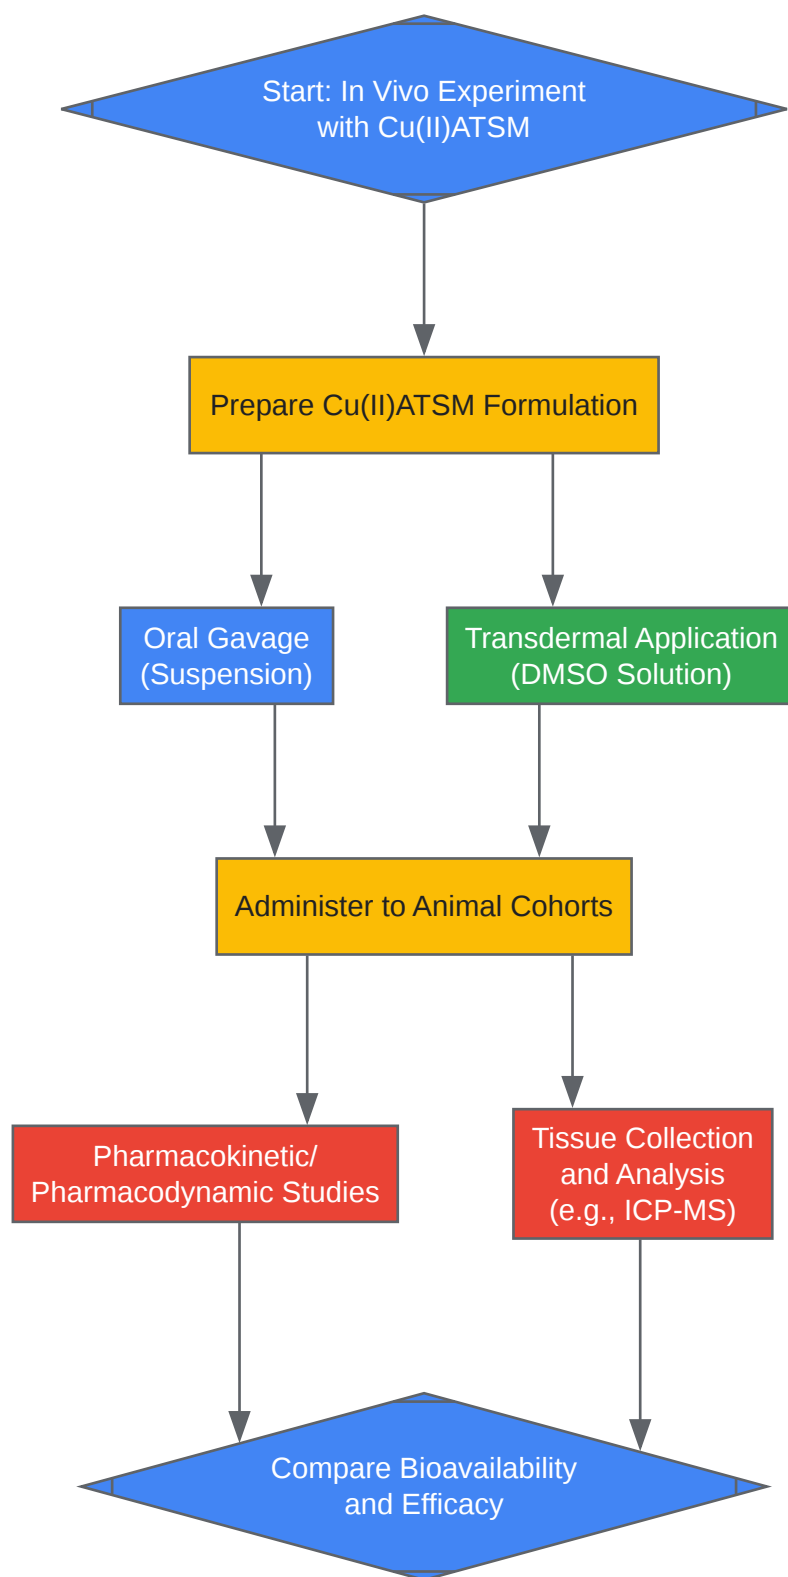 Start: In Vivo Experiment
with Cu(II)ATSM
Prepare Cu(II)ATSM Formulation
Oral Gavage
(Suspension)
Transdermal Application
(DMSO Solution)
Administer to Animal Cohorts
Pharmacokinetic/
Pharmacodynamic Studies
Tissue Collection
and Analysis
(e.g., ICP-MS)
Compare Bioavailability
and Efficacy